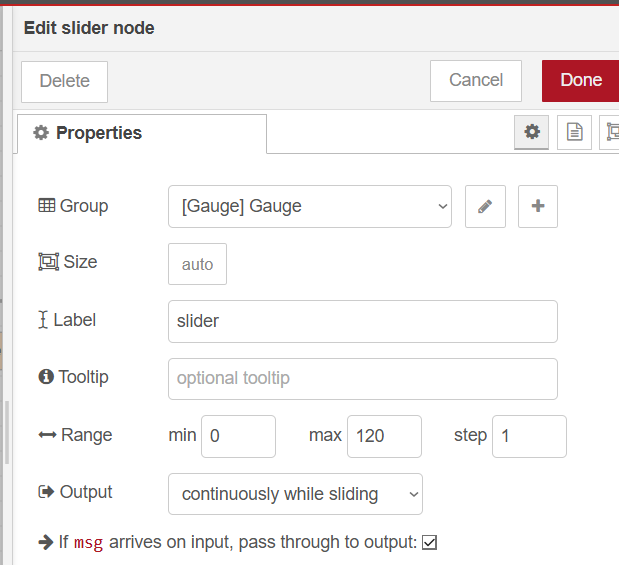 Edit slider node
Delete Cancel Done
Properties
Group [Gauge] Gauge
Size auto
Label slider
Tooltip optional tooltip
Range min 0 max 120 step 1
Output continuously while sliding
If msg arrives on input, pass through to output: